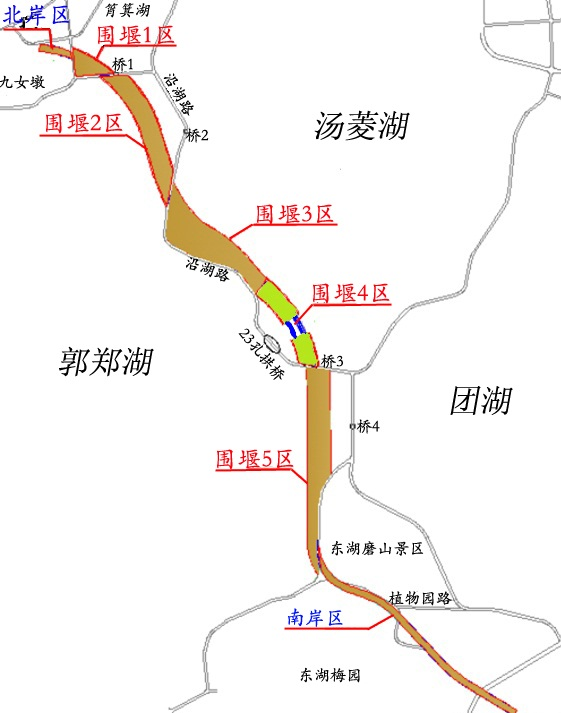 北岸区
筲箕湖
围堰1区
桥1
九女墩
沿湖路
围堰2区
桥2
汤菱湖
围堰3区
沿湖路
围堰4区
23孔拱桥
郭郑湖
桥3
团湖
桥4
围堰5区
东湖磨山景区
植物园路
南岸区
东湖梅园